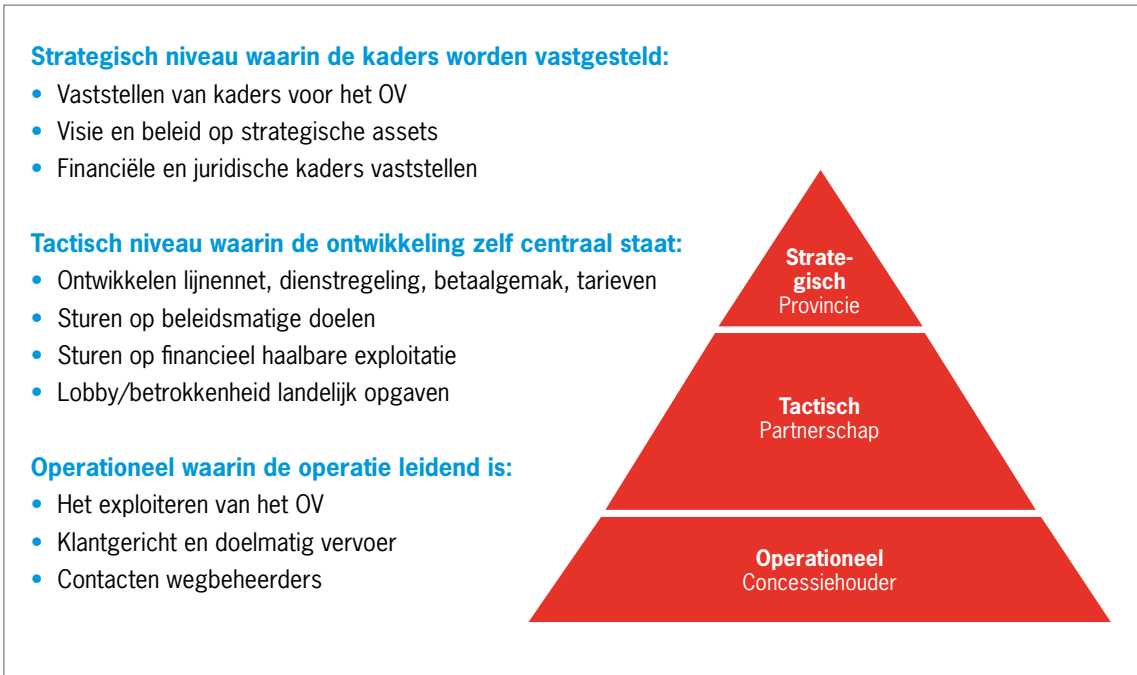 Strategisch niveau waarin de kaders worden vastgesteld:
• Vaststellen van kaders voor het OV
• Visie en beleid op strategische assets
• Financiële en juridische kaders vaststellen
Tactisch niveau waarin de ontwikkeling zelf centraal staat:
• Ontwikkelen lijnennet, dienstregeling, betaalgemak, tarieven
• Sturen op beleidsmatige doelen
• Sturen op financieel haalbare exploitatie
• Lobby/betrokkenheid landelijk opgaven
Operationeel waarin de operatie leidend is:
• Het exploiteren van het OV
• Klantgericht en doelmatig vervoer
• Contacten wegbeheerders
Strate-
gisch
Provincie
Tactisch
Partnerschap
Operationeel
Concessiehouder